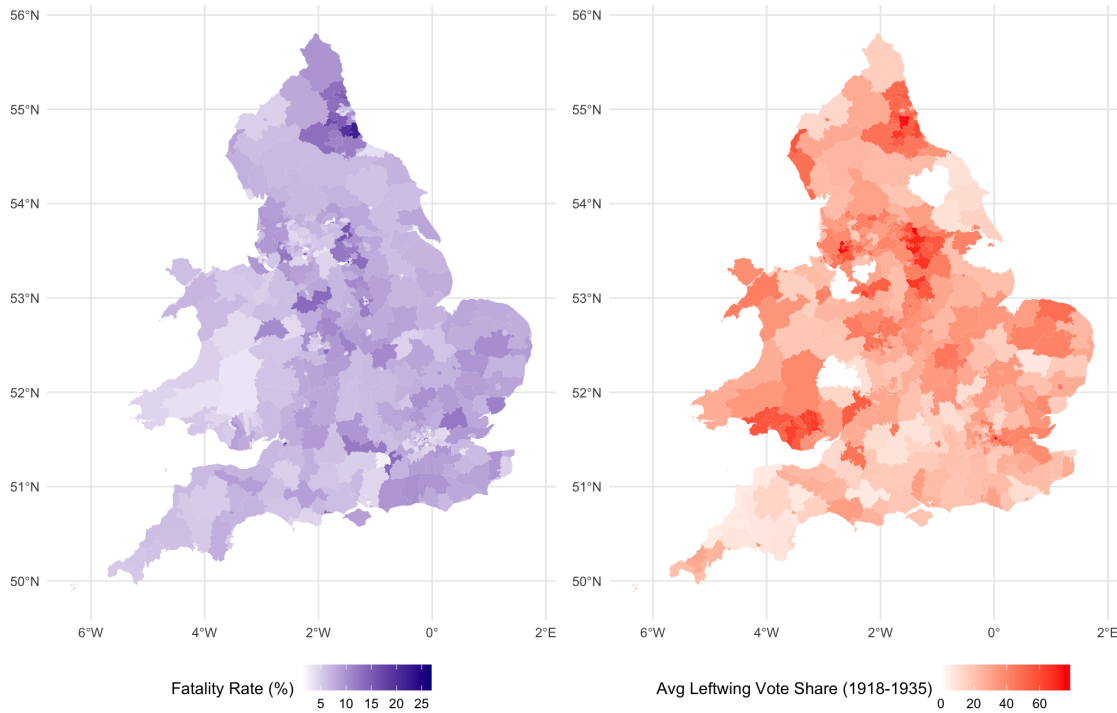 56°N
55°N
54°N
53°N
52°N
51°N
50°N
6°W 4°W 2°W 0° 2°E
Fatality Rate (%)
5 10 15 20 25
56°N
55°N
54°N
53°N
52°N
51°N
50°N
6°W 4°W 2°W 0° 2°E
Avg Leftwing Vote Share (1918-1935)
0 20 40 60